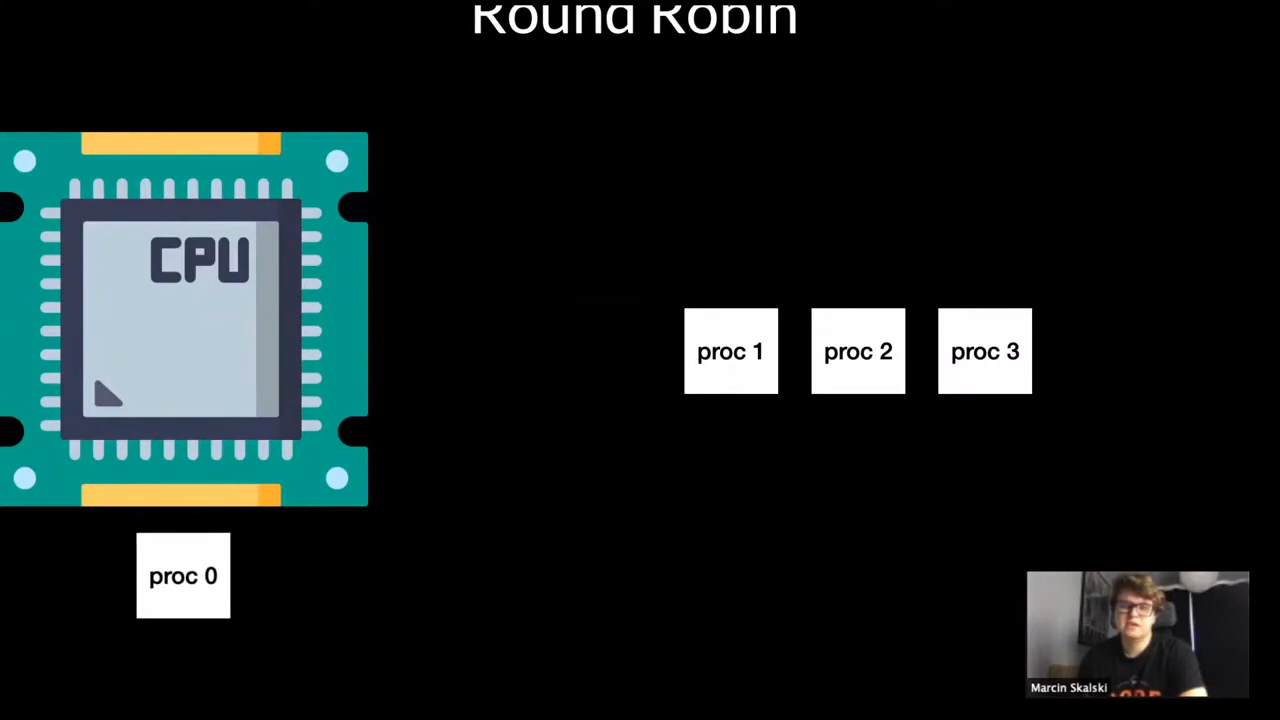 Round Robin
CPU
proc 1 proc 2 proc 3
proc 0
Marcin Skalski